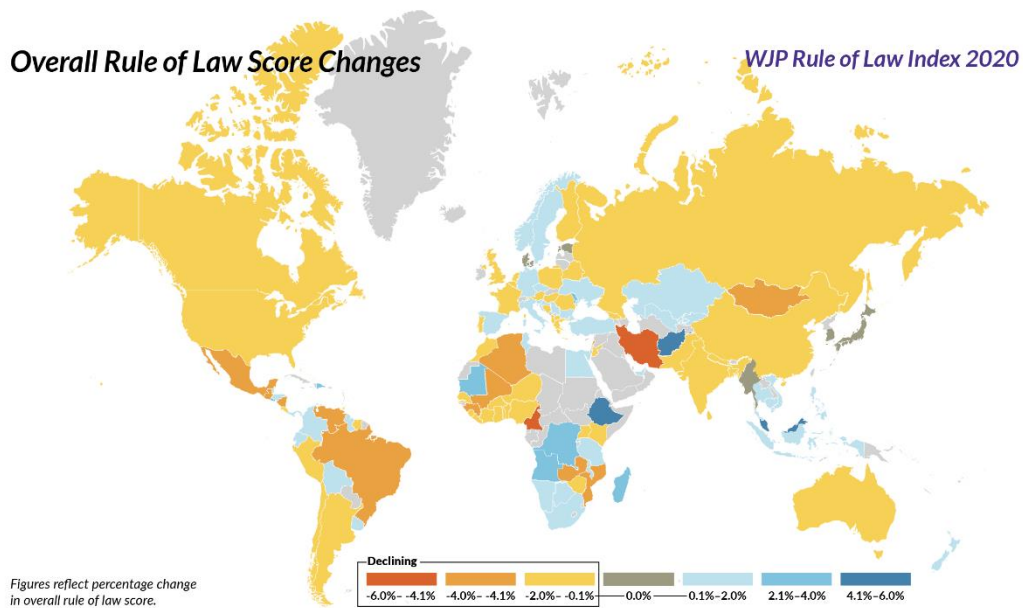 Overall Rule of Law Score Changes
WJP Rule of Law Index 2020
Declining
-6.0%– -4.1%
-4.0%– -4.1%
-2.0%– -0.1%
0.0%
0.1%–2.0%
2.1%–4.0%
4.1%–6.0%
Figures reflect percentage change
in overall rule of law score.